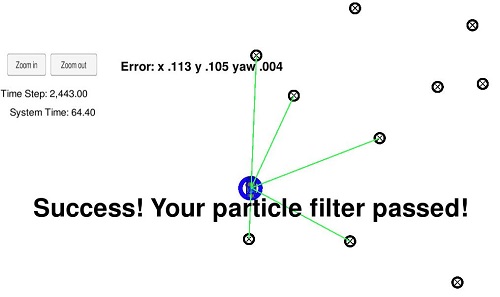 Zoom in Zoom out
Error: x .113 y .105 yaw .004
Time Step: 2,443.00
System Time: 64.40
Success! Your particle filter passed!